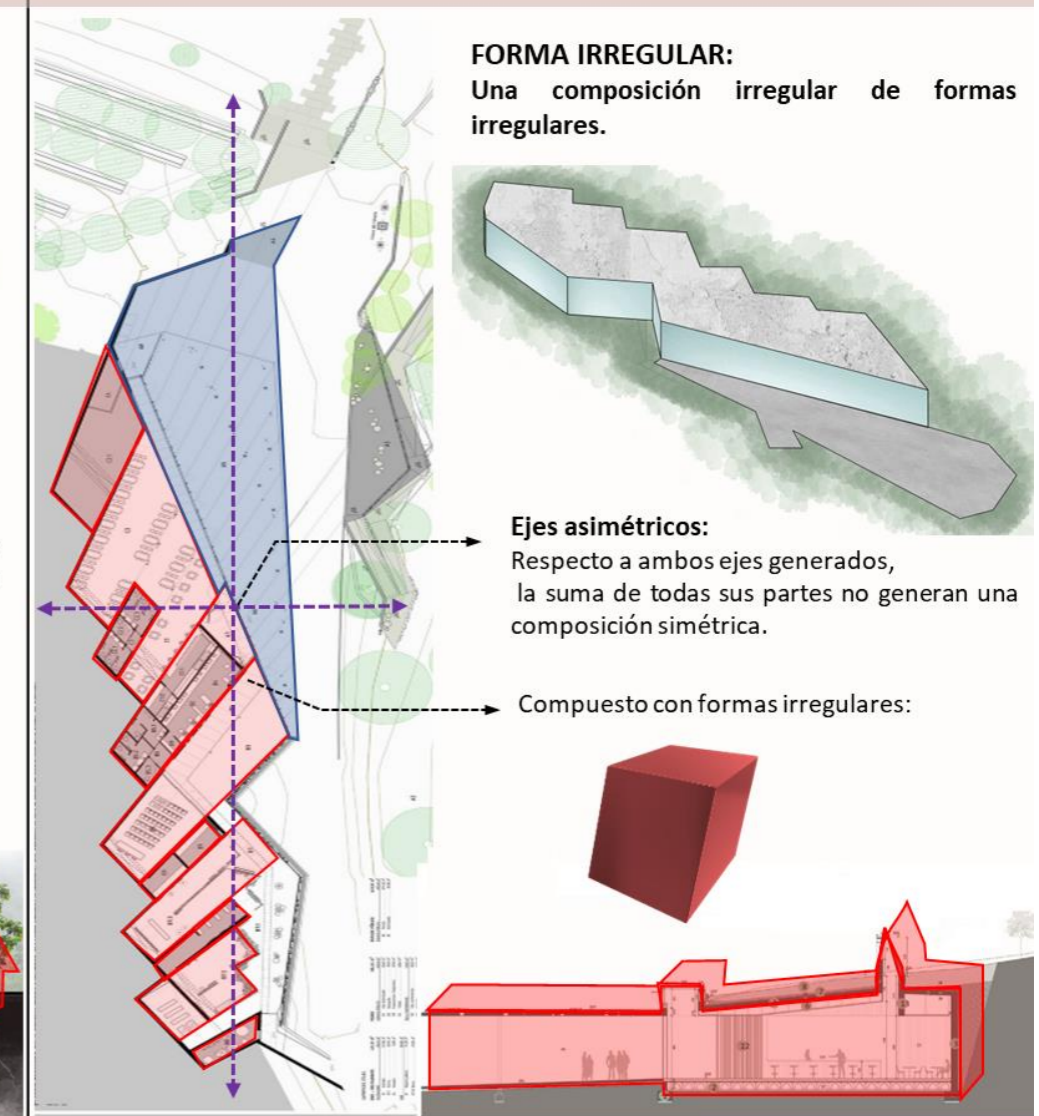 FORMA IRREGULAR:
Una composición irregular de formas
irregulares.
Ejes asimétricos:
Respecto a ambos ejes generados,
la suma de todas sus partes no generan una
composición simétrica.
Compuesto con formas irregulares: